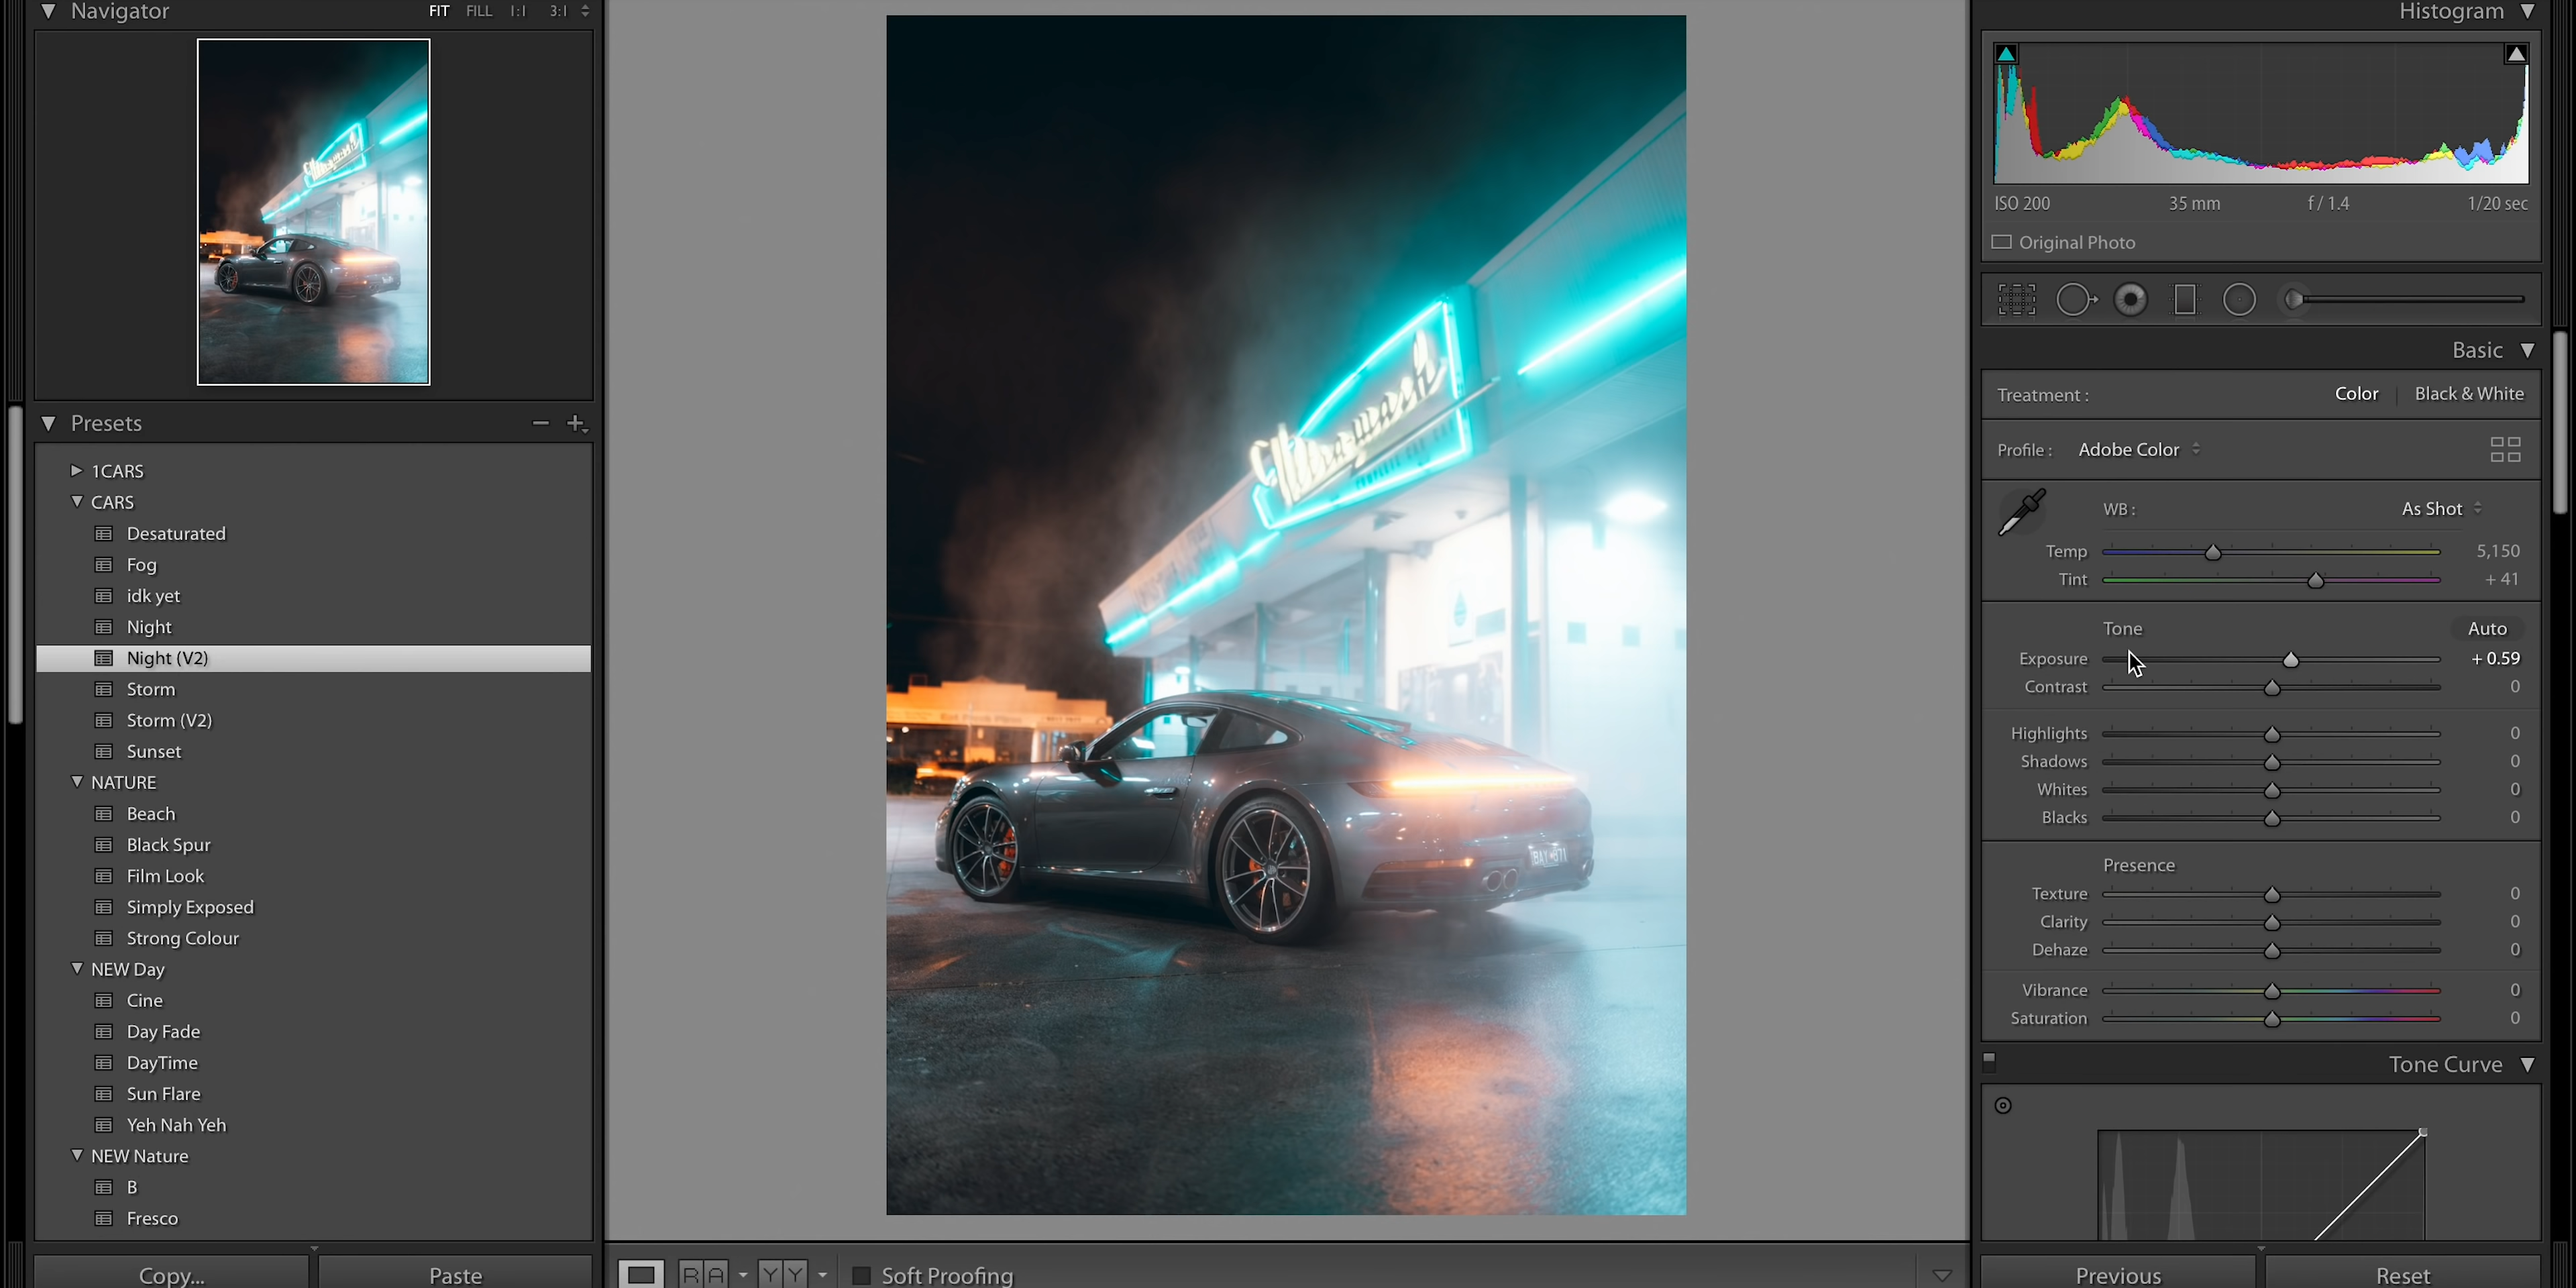 Navigator
FIT FILL 1:1 3:1
Presets
1CARS
CARS
Desaturated
Fog
idk yet
Night
Night (V2)
Storm
Storm (V2)
Sunset
NATURE
Beach
Black Spur
Film Look
Simply Exposed
Strong Colour
NEW Day
Cine
Day Fade
DayTime
Sun Flare
Yeh Nah Yeh
NEW Nature
B
Fresco
Copy... Paste
R A Y Y Soft Proofing
Histogram
ISO 200 35 mm f / 1.4 1/20 sec
Original Photo
Basic
Treatment : Color Black & White
Profile : Adobe Color
WB : As Shot
Temp 5,150
Tint + 41
Tone Auto
Exposure + 0.59
Contrast 0
Highlights 0
Shadows 0
Whites 0
Blacks 0
Presence
Texture 0
Clarity 0
Dehaze 0
Vibrance 0
Saturation 0
Tone Curve
Previous Reset